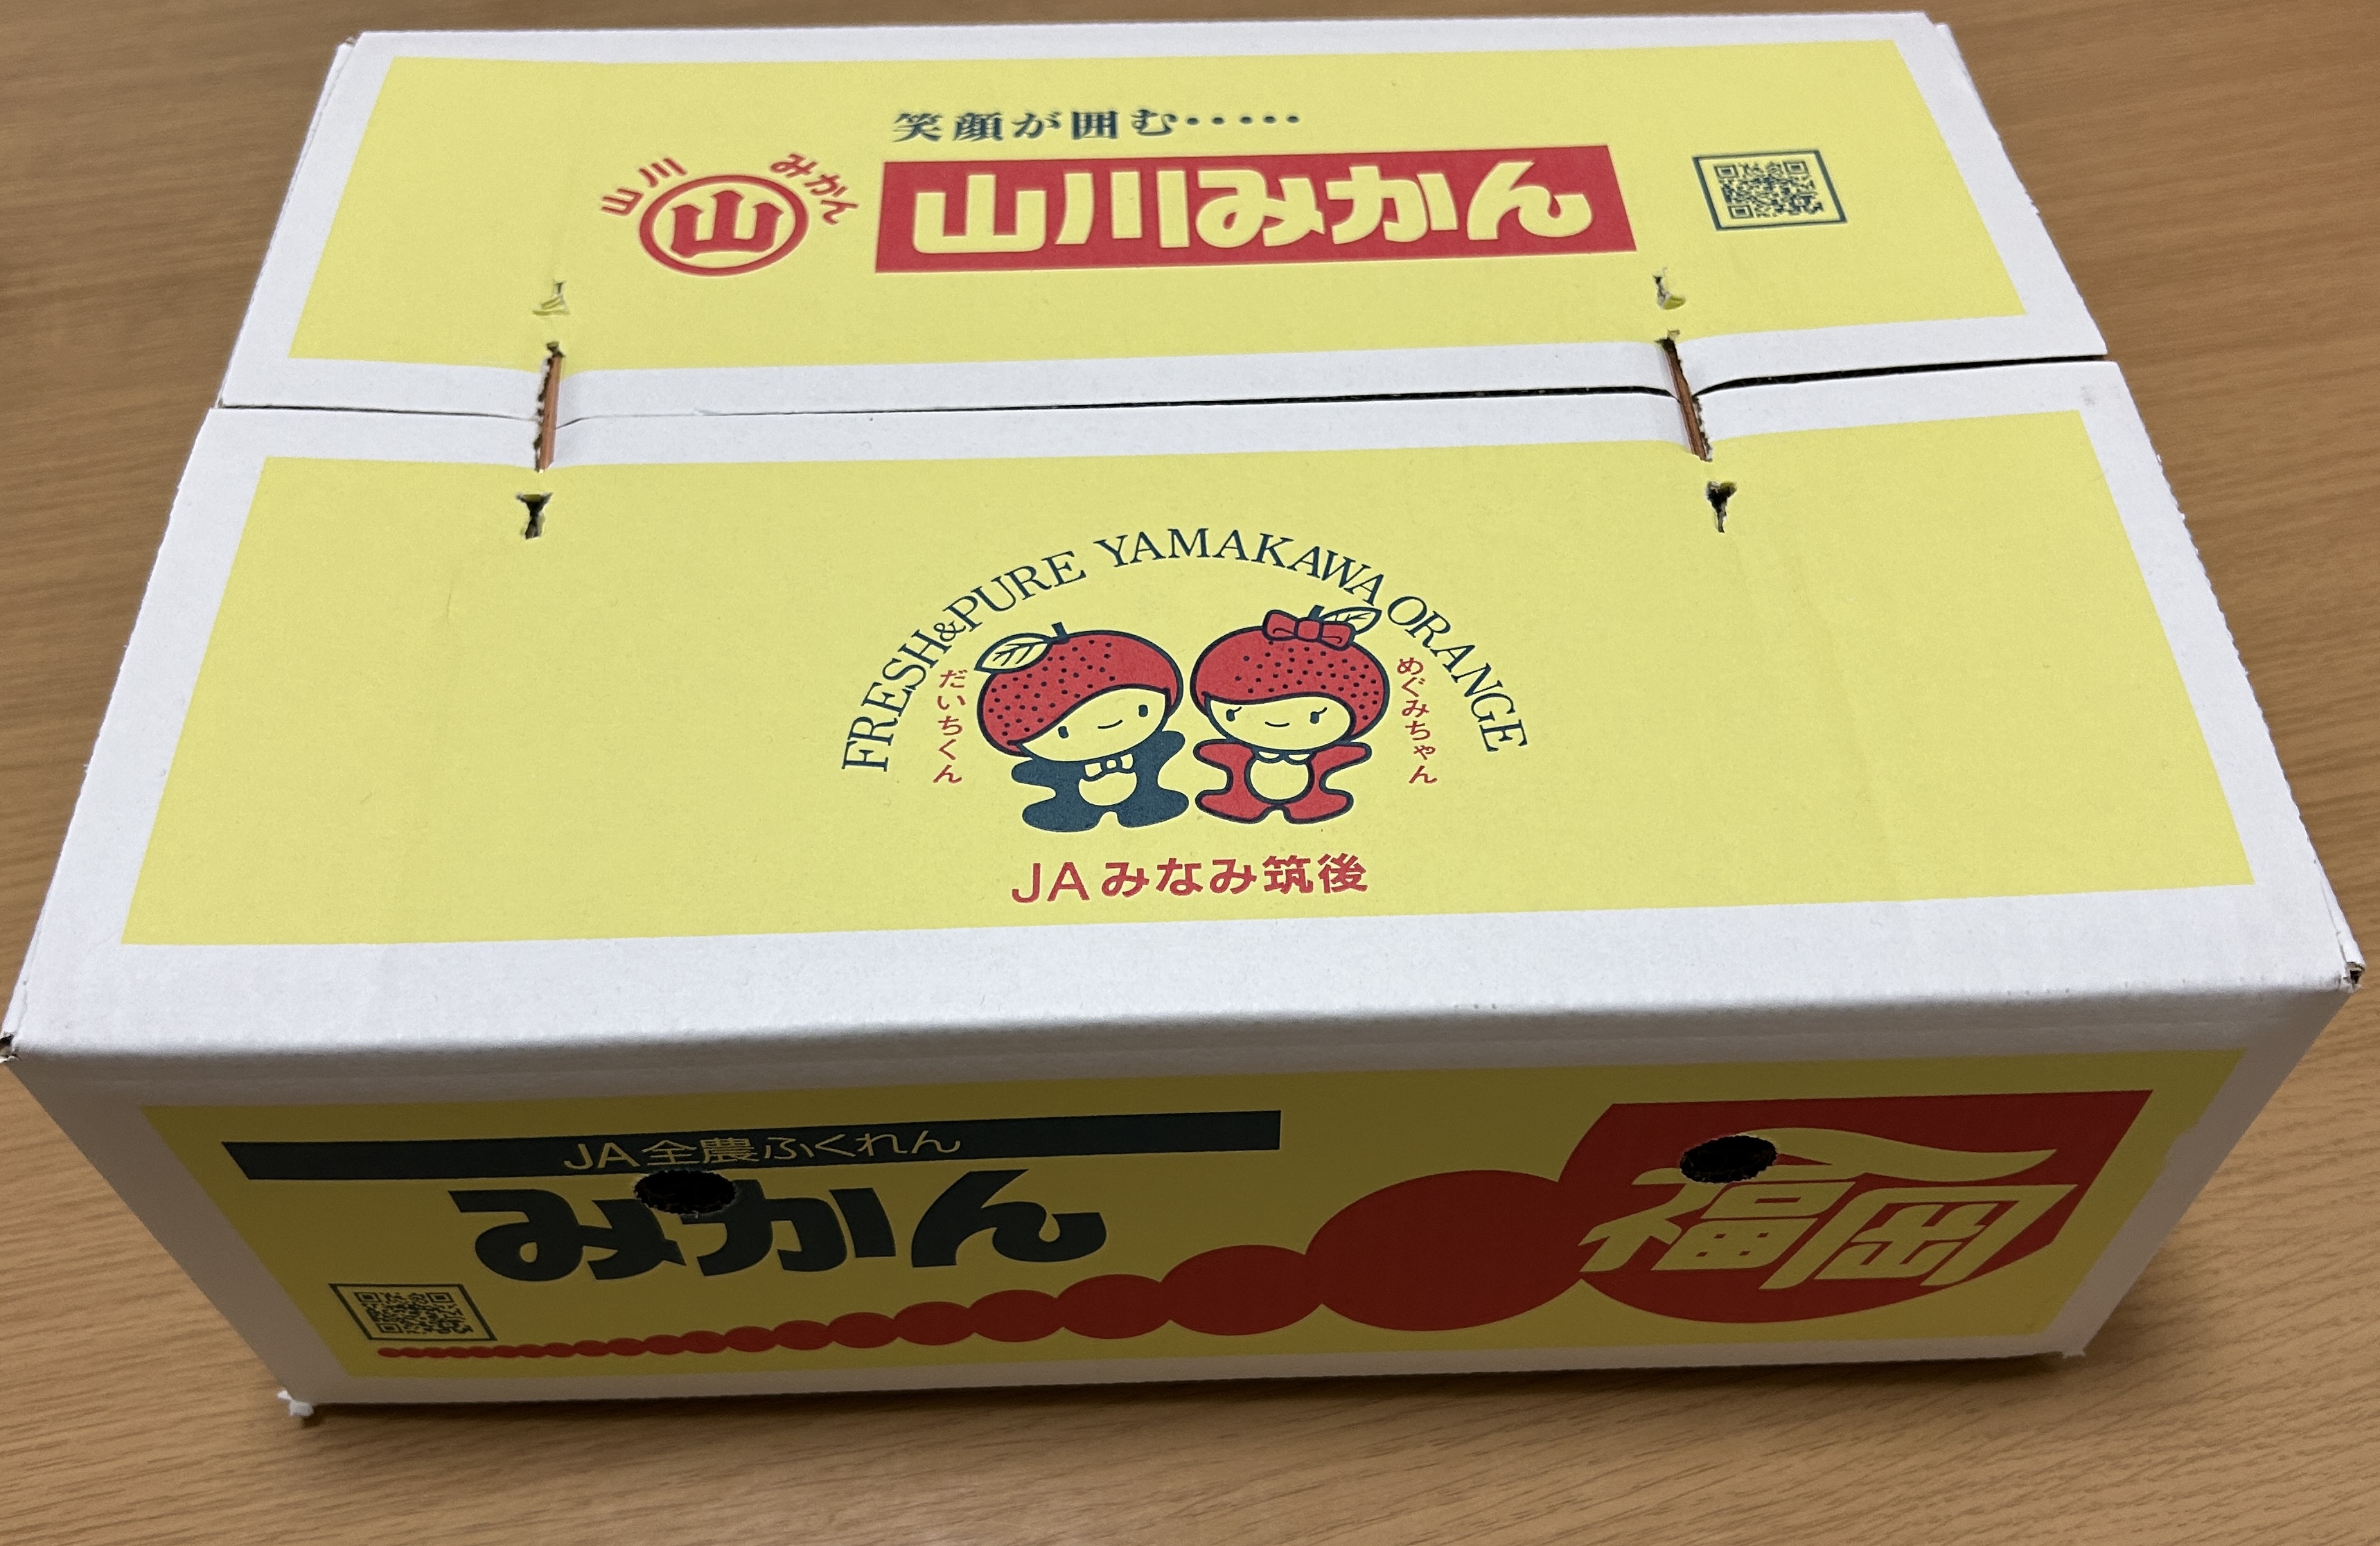 笑顔が囲む・・・・・
山川 みかん
山
山川みかん
FRESH&PURE YAMAKAWA ORANGE
だいちくん
めぐみちゃん
JAみなみ筑後
JA全農ふくれん
みかん
福岡